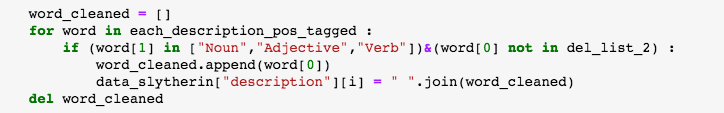 word_cleaned = []
for word in each_description_pos_tagged :
    if (word[1] in ["Noun","Adjective","Verb"])&(word[0] not in del_list_2) :
        word_cleaned.append(word[0])
        data_slytherin["description"][i] = " ".join(word_cleaned)
del word_cleaned